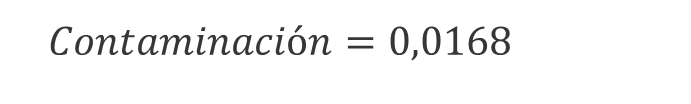 Contaminación = 0,0168